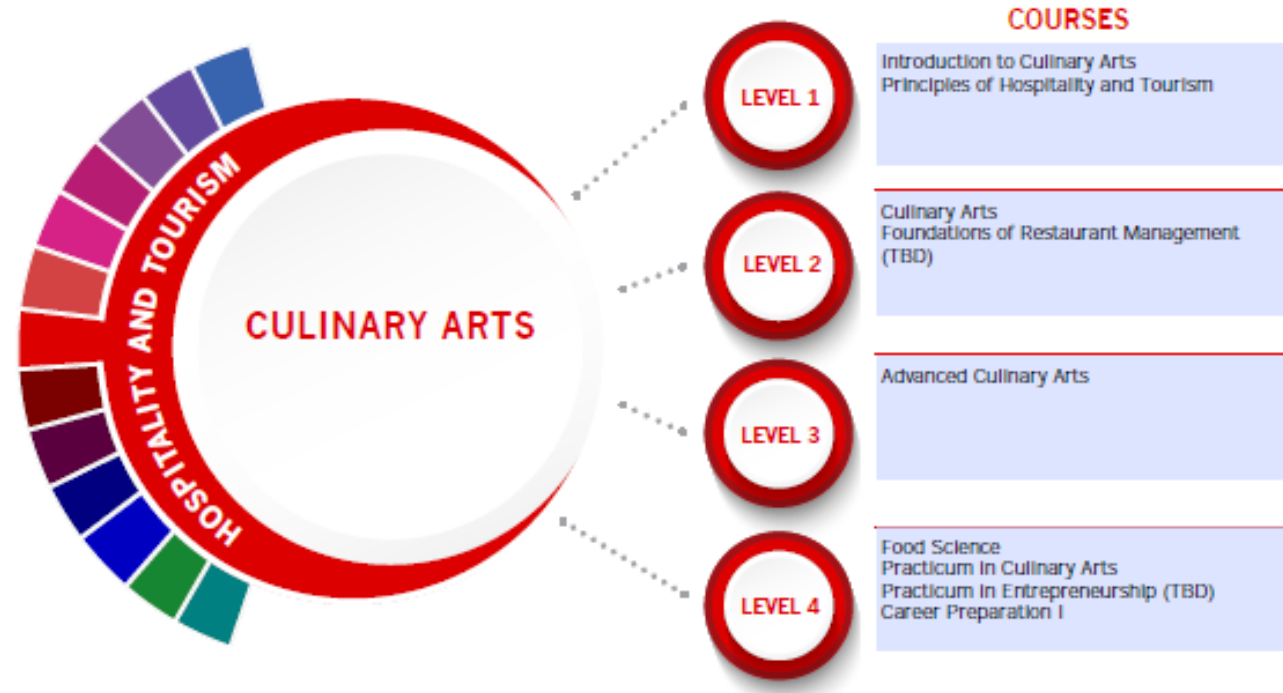 COURSES
HOSPITALITY AND TOURISM
CULINARY ARTS
LEVEL 1
Introduction to Culinary Arts
Principles of Hospitality and Tourism
LEVEL 2
Culinary Arts
Foundations of Restaurant Management
(TBD)
LEVEL 3
Advanced Culinary Arts
LEVEL 4
Food Science
Practicum in Culinary Arts
Practicum in Entrepreneurship (TBD)
Career Preparation I